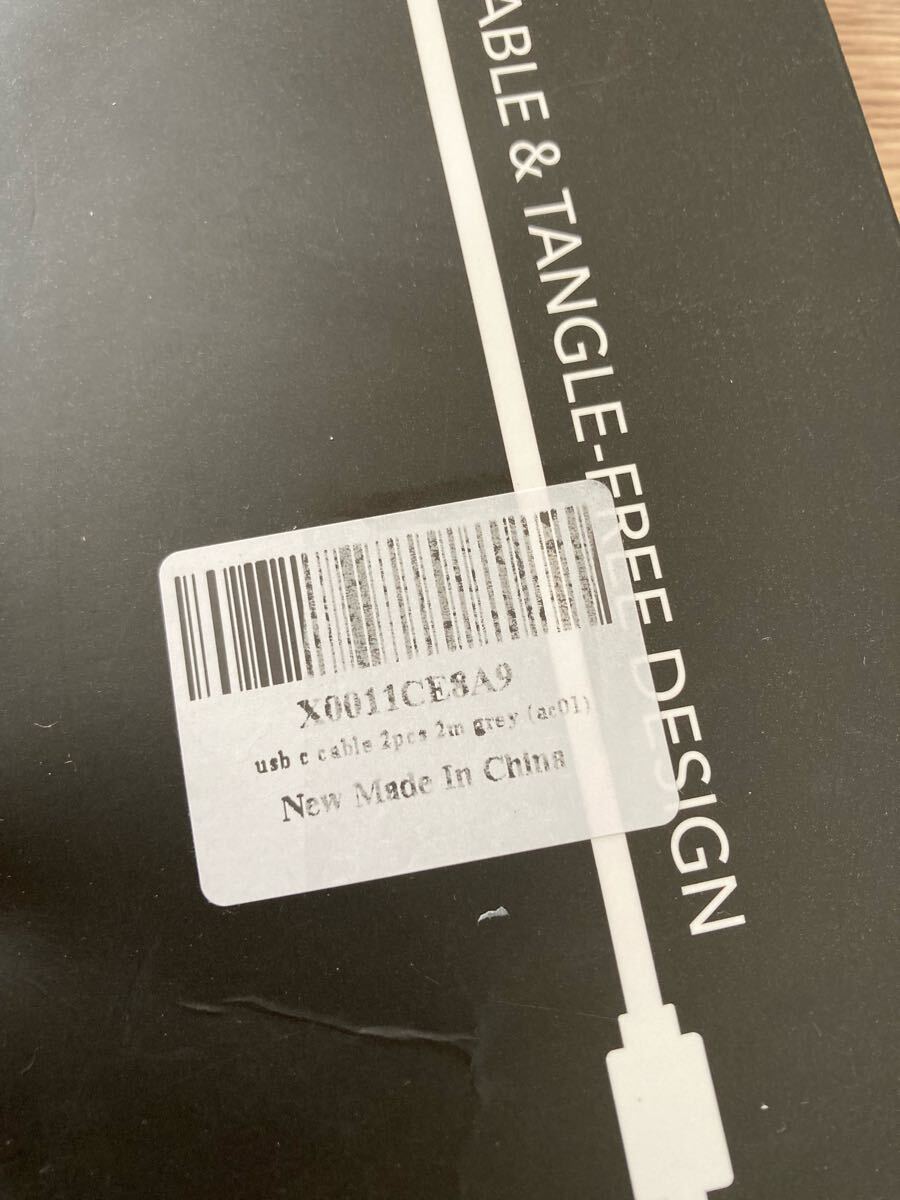 ABLE & TANGLE-FREE DESIGN
X0011CE8A9
usb c cable 2pcs 2m grey (ac01)
New Made In China